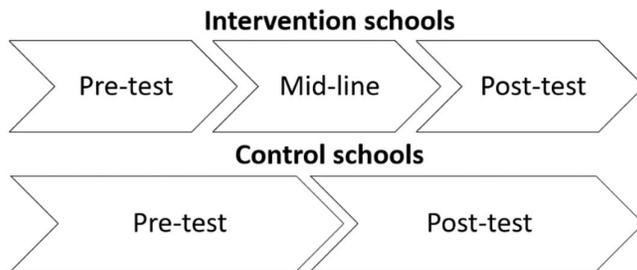 Intervention schools
Pre-test Mid-line Post-test
Control schools
Pre-test Post-test